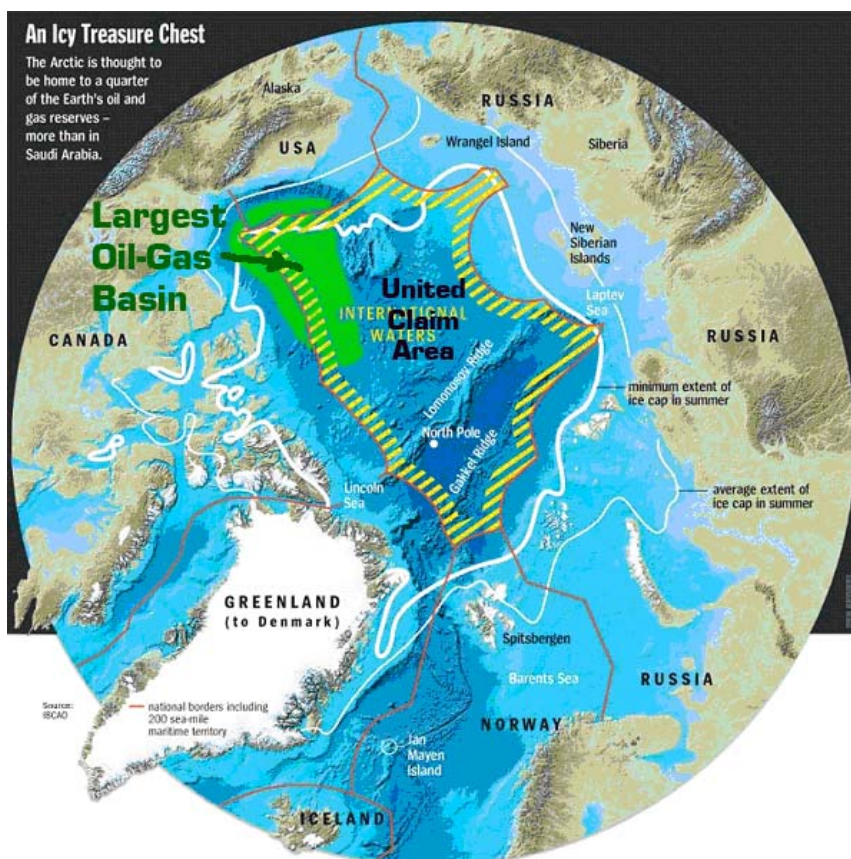 An Icy Treasure Chest
The Arctic is thought to
be home to a quarter
of the Earth's oil and
gas reserves –
more than in
Saudi Arabia.
Alaska
RUSSIA
Wrangel Island
Siberia
USA
Largest
Oil-Gas
Basin
New
Siberian
Islands
United
INTERNATIONAL
Claim
WATERS
Area
Laptev
Sea
CANADA
RUSSIA
Lomonosov Ridge
minimum extent of
ice cap in summer
North Pole
Gakkel Ridge
Lincoln
Sea
average extent of
ice cap in summer
GREENLAND
(to Denmark)
Spitsbergen
Barents Sea
RUSSIA
Source:
IBCAO
national borders including
200 sea-mile
maritime territory
NORWAY
Jan
Mayen
Island
ICELAND